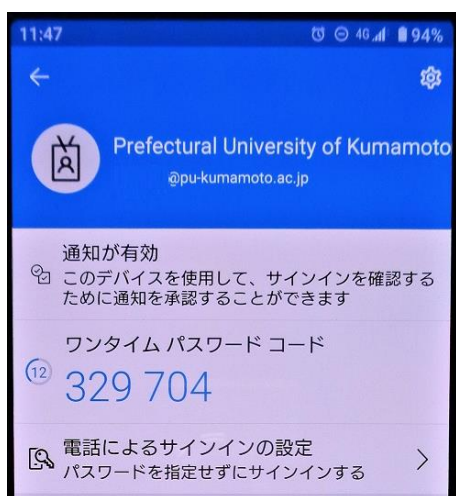 11:47 4G 94%
Prefectural University of Kumamoto
@pu-kumamoto.ac.jp
通知が有効
このデバイスを使用して、サインインを確認する
ために通知を承認することができます
ワンタイム パスワード コード
12
329 704
電話によるサインインの設定
パスワードを指定せずにサインインする